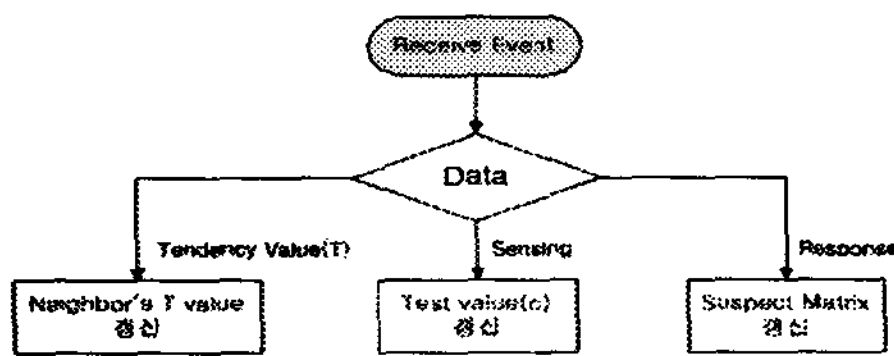 Receive Event
Data
Tendency Value(T)
Sensing
Response
Neighbor's T value
갱신
Test value(c)
갱신
Suspect Matrix
갱신